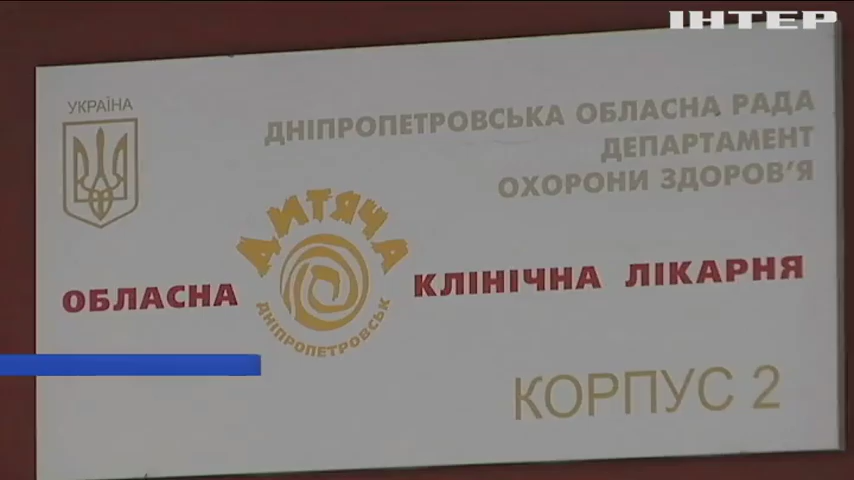 ІНТЕР
УКРАЇНА
ДНІПРОПЕТРОВСЬКА ОБЛАСНА РАДА
ДЕПАРТАМЕНТ
ОХОРОНИ ЗДОРОВ'Я
ОБЛАСНА ДИТЯЧА КЛІНІЧНА ЛІКАРНЯ
ДНІПРОПЕТРОВСЬК
КОРПУС 2